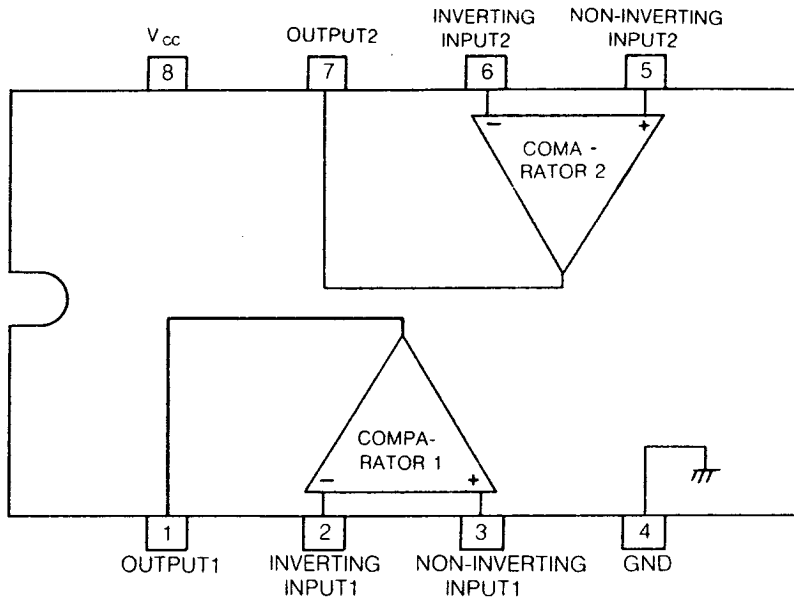 V_CC
OUTPUT2
INVERTING
INPUT2
NON-INVERTING
INPUT2
8
7
6
5
−
+
COMA -
RATOR 2
COMPA-
RATOR 1
−
+
1
2
3
4
OUTPUT1
INVERTING
INPUT1
NON-INVERTING
INPUT1
GND